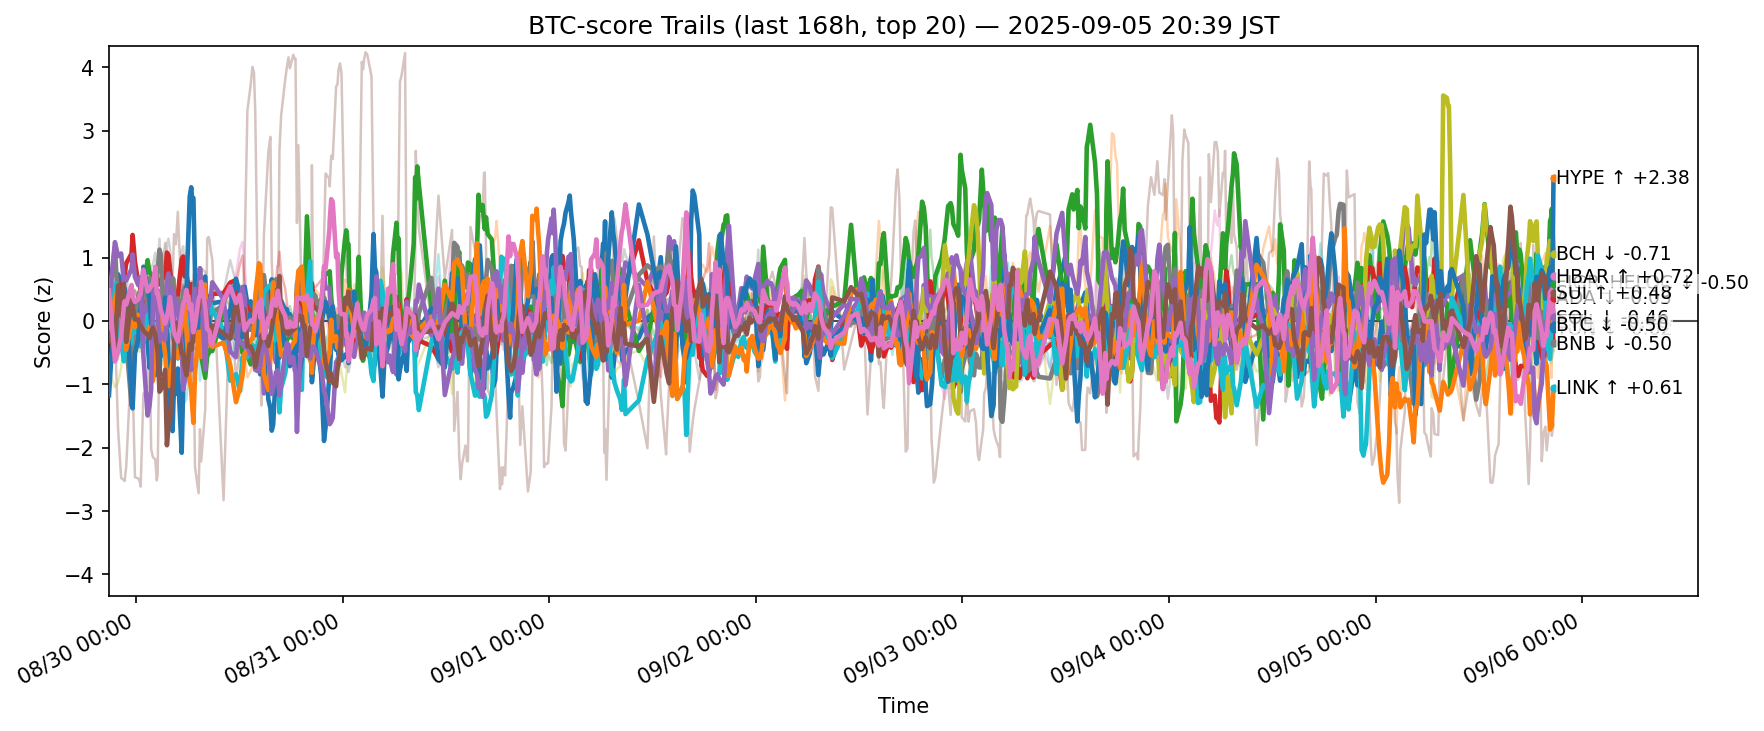 BTC-score Trails (last 168h, top 20) — 2025-09-05 20:39 JST
4
3
2
1
0
−1
−2
−3
−4
Score (z)
HYPE ↑ +2.38
BCH ↓ -0.71
HBAR ↑ +0.72
-0.50
SUI ↑ +0.48
BTC ↓ -0.50
BNB ↓ -0.50
LINK ↑ +0.61
08/30 00:00
08/31 00:00
09/01 00:00
09/02 00:00
09/03 00:00
09/04 00:00
09/05 00:00
09/06 00:00
Time